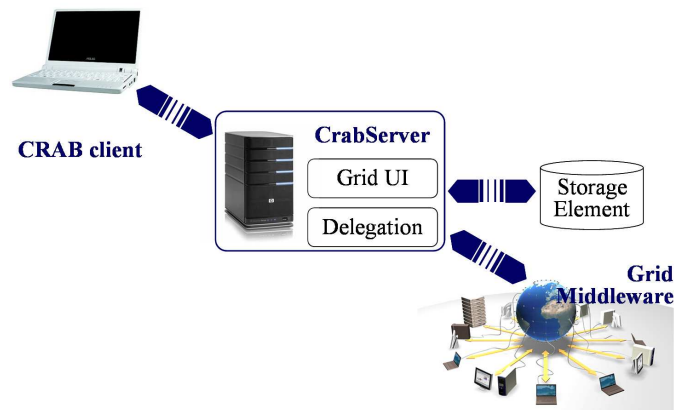 CRAB client
CrabServer
Grid UI
Delegation
Storage
Element
Grid
Middleware